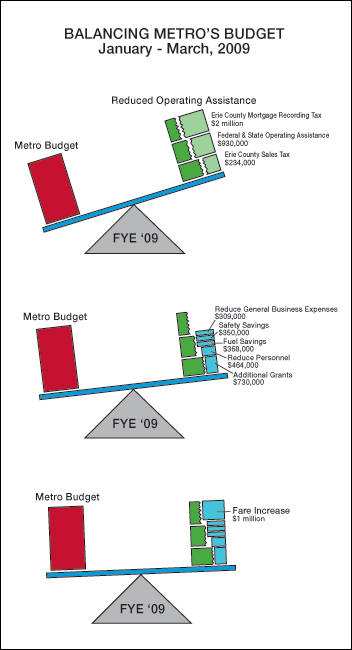 BALANCING METRO'S BUDGET
January - March, 2009
Reduced Operating Assistance
Erie County Mortgage Recording Tax
$2 million
Federal & State Operating Assistance
$930,000
Erie County Sales Tax
$234,000
Metro Budget
FYE '09
Metro Budget
Reduce General Business Expenses
$309,000
Safety Savings
$350,000
Fuel Savings
$368,000
Reduce Personnel
$464,000
Additional Grants
$730,000
FYE '09
Metro Budget
Fare Increase
$1 million
FYE '09